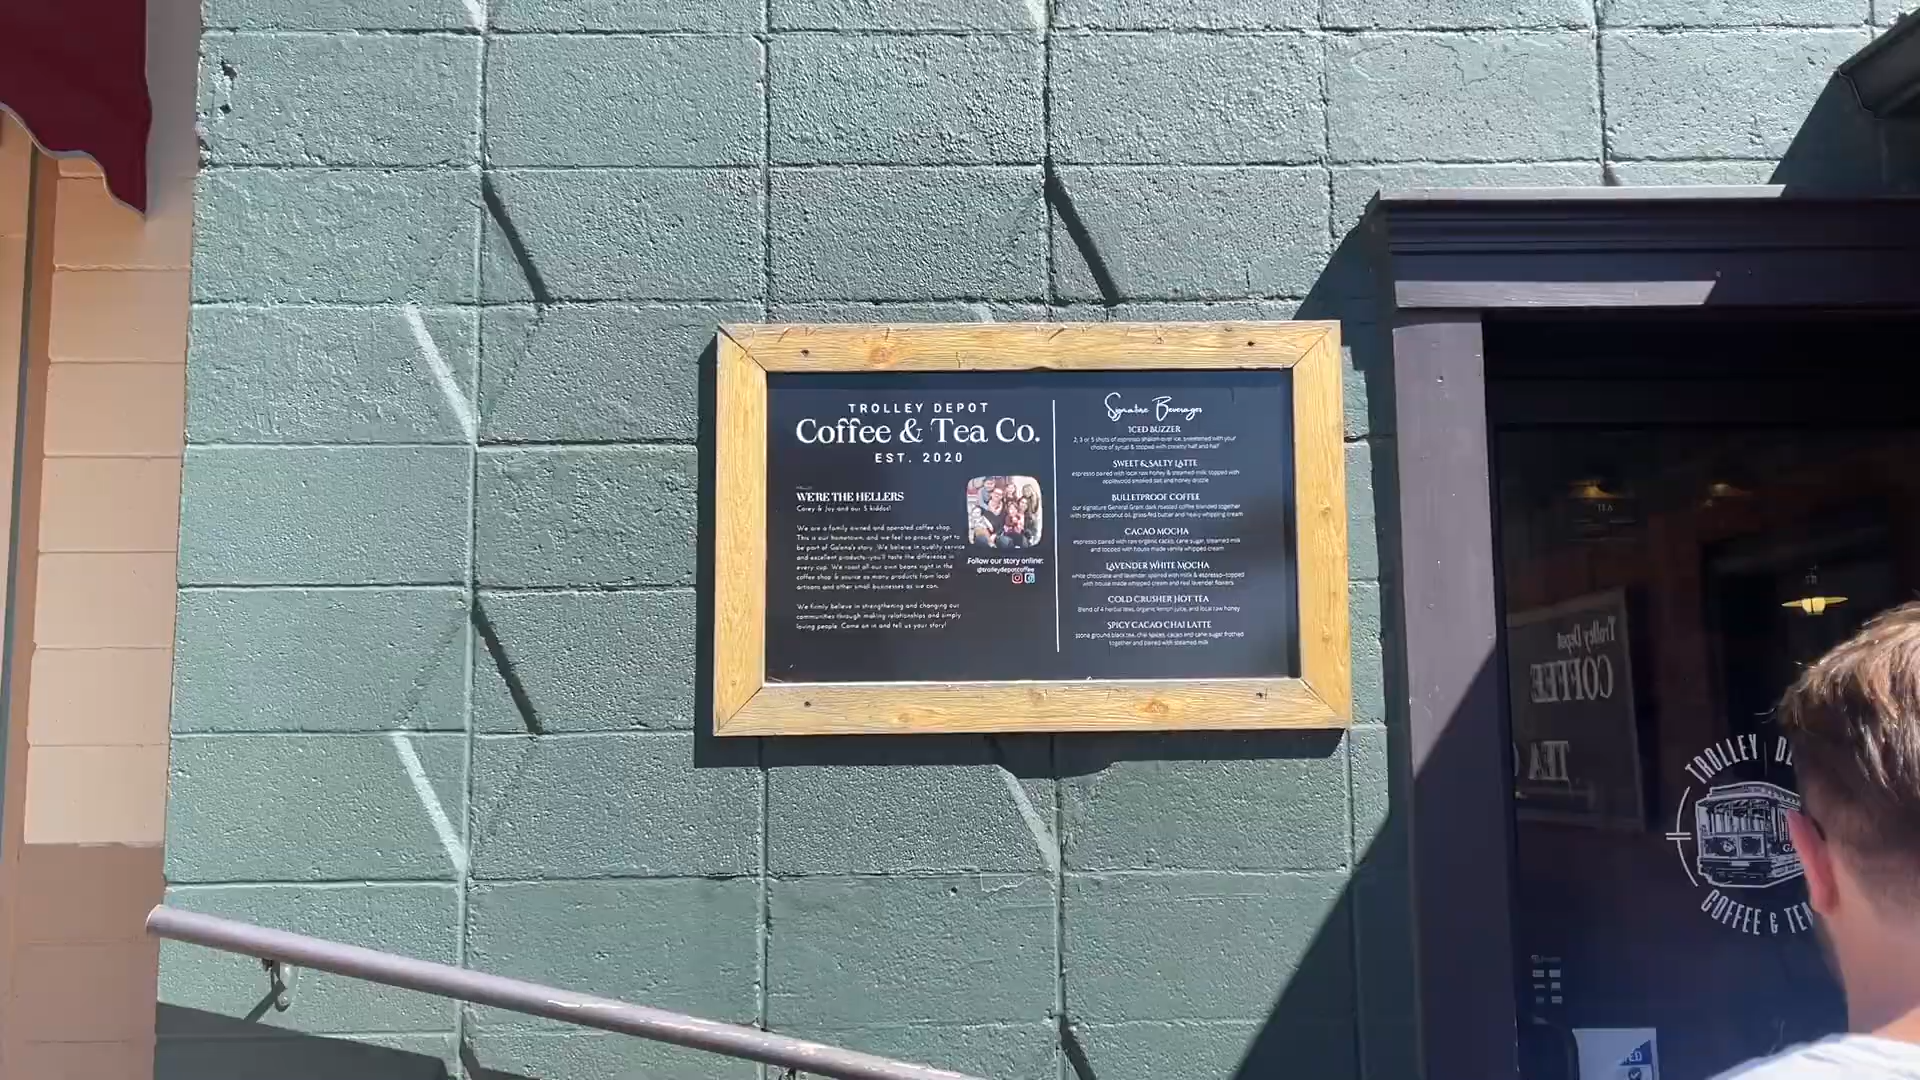 TROLLEY DEPOT
Coffee & Tea Co.
EST. 2020
WE'RE THE HELLERS
Corey & Joy and our 5 kiddos!
We are a family owned and operated coffee shop.
This is our hometown, and we feel so proud to get to
be part of Galena's story. We believe in quality service
and excellent products-you'll taste the difference in
every cup. We roast all our own beans right in the
coffee shop & source as many products from local
artisans and other small businesses as we can.
We firmly believe in strengthening and changing our
communities through making relationships and simply
loving people. Come on in and tell us your story!
Follow our story online:
@trolleydepotcoffee
Signature Beverages
ICED BUZZER
2, 3 or 5 shots of espresso shaken over ice, sweetened with your
choice of syrup & topped with creamy half and half
SWEET & SALTY LATTE
espresso paired with local raw honey & steamed milk topped with
applewood smoked salt and honey drizzle
BULLETPROOF COFFEE
our signature General Grant dark roasted coffee blended together
with organic coconut oil, grass-fed butter and heavy whipping cream
CACAO MOCHA
espresso paired with raw organic cacao, cane sugar, steamed milk
and topped with house made vanilla whipped cream
LAVENDER WHITE MOCHA
white chocolate and lavender paired with milk & espresso-topped
with house made whipped cream and real lavender flowers
COLD CRUSHER HOT TEA
Blend of 4 herbal teas, organic lemon juice, and local raw honey
SPICY CACAO CHAI LATTE
stone ground black tea, chai spices, cacao and cane sugar frothed
together and paired with steamed milk
TEA
Trolley Depot
COFFEE
TEA
TROLLEY
COFFEE & TEA